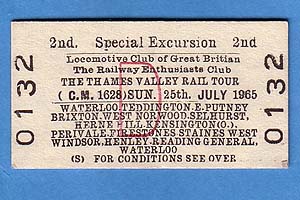 2nd. Special Excursion 2nd
Locomotive Club of Great Britian
The Railway Enthusiasts Club
THE THAMES VALLEY RAIL TOUR
( C.M. 1628) SUN. 25th. JULY 1965
WATERLOO.TEDDINGTON.E.PUTNEY
BRIXTON.WEST NORWOOD.SELHURST,
HERNE HILL.KENSINGTON(O.).
PERIVALE.FIRESTONES STAINES WEST
WINDSOR.HENLEY.READING GENERAL,
WATERLOO
(S) FOR CONDITIONS SEE OVER
0132
0132